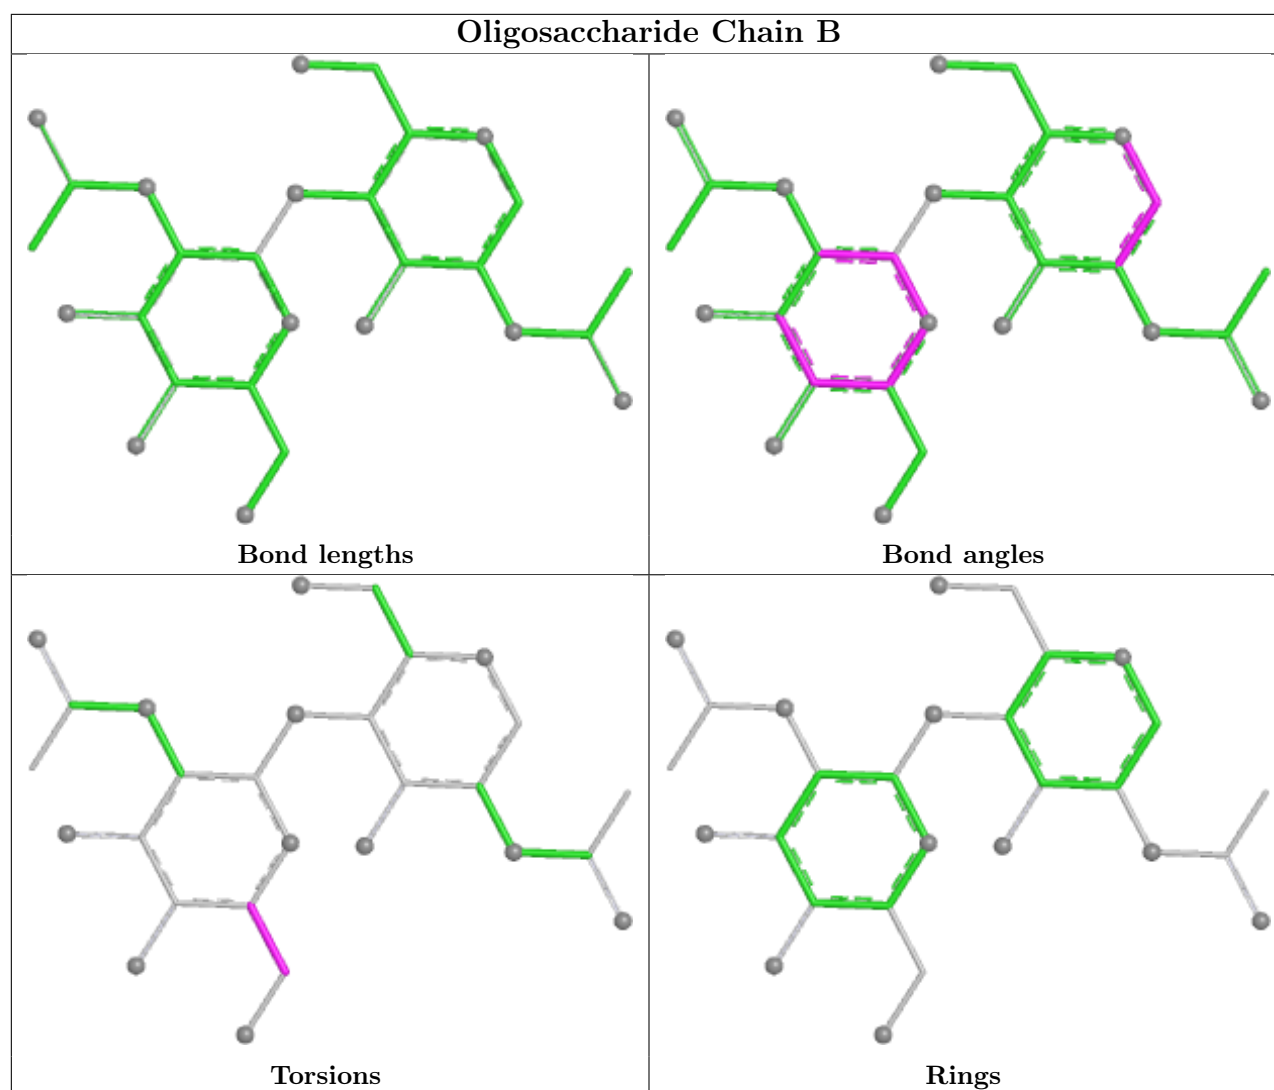 Oligosaccharide Chain B
Bond lengths
Bond angles
Torsions
Rings